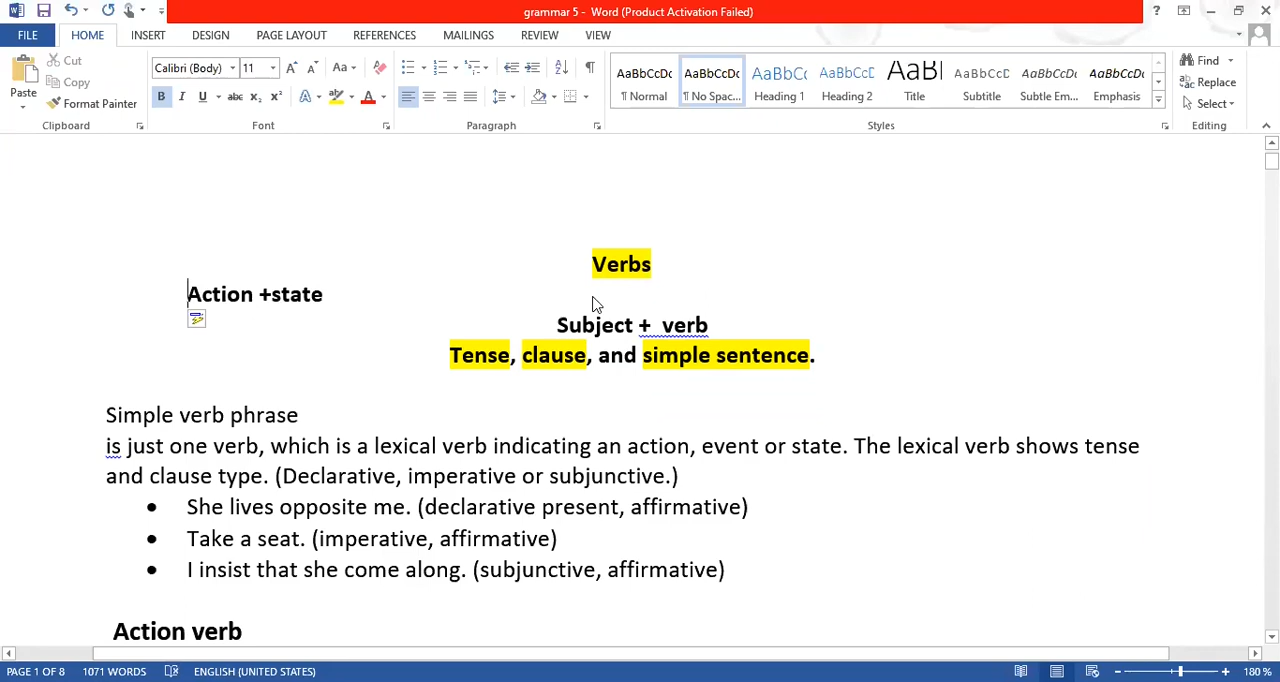 grammar 5 - Word (Product Activation Failed)
FILE HOME INSERT DESIGN PAGE LAYOUT REFERENCES MAILINGS REVIEW VIEW
Paste
Cut
Copy
Format Painter
Clipboard
Calibri (Body) 11
Font
Paragraph
AaBbCcDc AaBbCcDc AaBbCc AaBbCcC AaBl AaBbCcD AaBbCcDc AaBbCcDc
¶ Normal ¶ No Spac... Heading 1 Heading 2 Title Subtitle Subtle Em... Emphasis
Styles
Find
Replace
Select
Editing
Verbs
Action +state
Subject + verb
Tense, clause, and simple sentence.
Simple verb phrase
is just one verb, which is a lexical verb indicating an action, event or state. The lexical verb shows tense
and clause type. (Declarative, imperative or subjunctive.)
• She lives opposite me. (declarative present, affirmative)
• Take a seat. (imperative, affirmative)
• I insist that she come along. (subjunctive, affirmative)
Action verb
PAGE 1 OF 8 1071 WORDS ENGLISH (UNITED STATES) 180 %